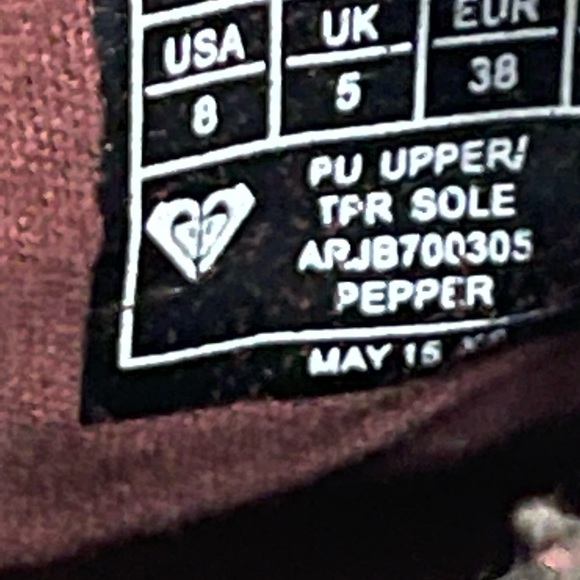 USA UK EUR
8 5 38
PU UPPER/
TPR SOLE
ARJB700305
PEPPER
MAY 15